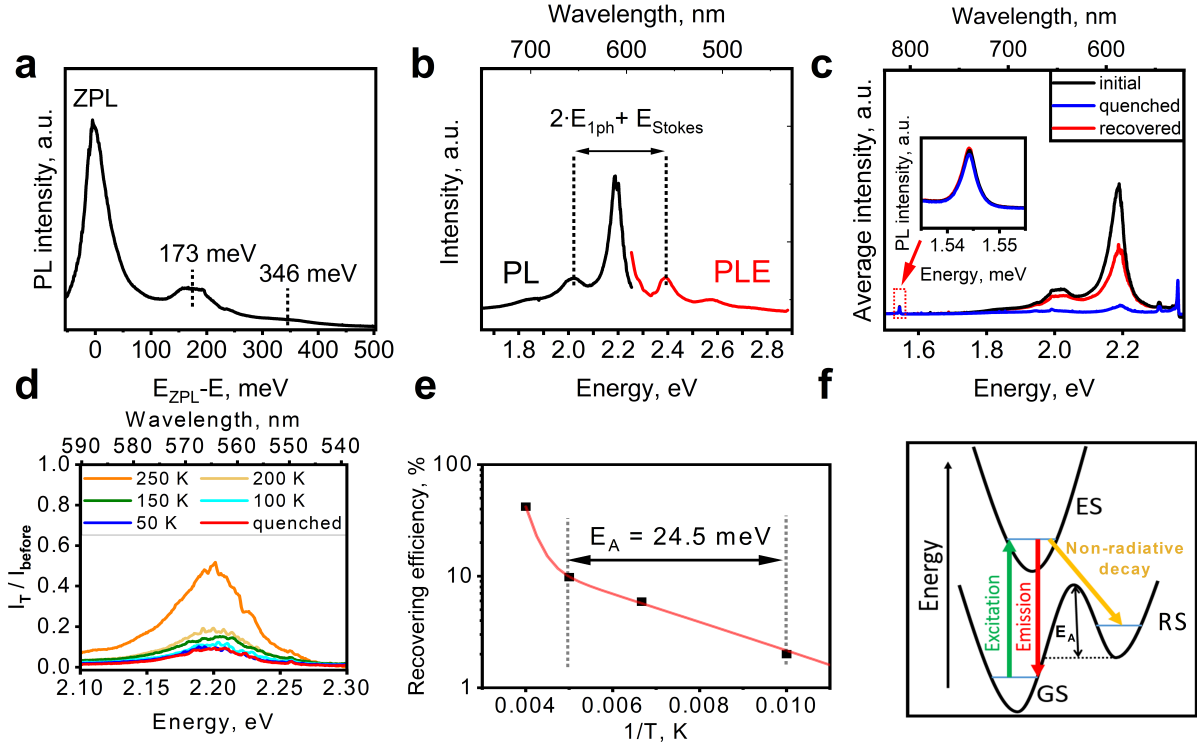 a
ZPL
173 meV
346 meV
PL intensity, a.u.
0 100 200 300 400 500
E_ZPL-E, meV
b
Wavelength, nm
700 600 500
2·E_1ph+ E_Stokes
Intensity, a.u.
PL
PLE
1.8 2.0 2.2 2.4 2.6 2.8
Energy, eV
c
Wavelength, nm
800 700 600
initial
quenched
recovered
Average intensity, a.u.
PL intensity, a.u.
1.54 1.55
Energy, meV
1.6 1.8 2.0 2.2
Energy, eV
d
Wavelength, nm
590 580 570 560 550 540
1.0
0.8
0.6
0.4
0.2
0.0
250 K 200 K
150 K 100 K
50 K quenched
I_T / I_before
2.10 2.15 2.20 2.25 2.30
Energy, eV
e
Recovering efficiency, %
100
10
1
E_A = 24.5 meV
0.004 0.006 0.008 0.010
1/T, K
f
Energy
ES
Non-radiative
decay
Excitation
Emission
E_A
RS
GS